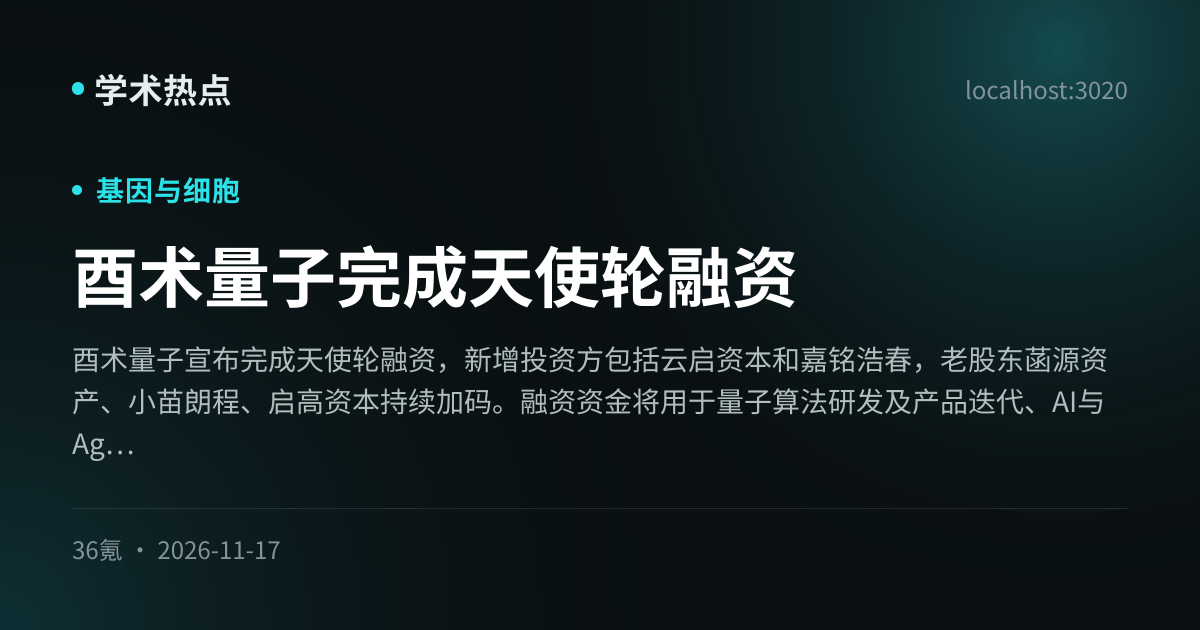 学术热点
localhost:3020
基因与细胞
酉术量子完成天使轮融资
酉术量子宣布完成天使轮融资，新增投资方包括云启资本和嘉铭浩春，老股东菡源资
产、小苗朗程、启高资本持续加码。融资资金将用于量子算法研发及产品迭代、AI与
Ag…
36氪 · 2026-11-17